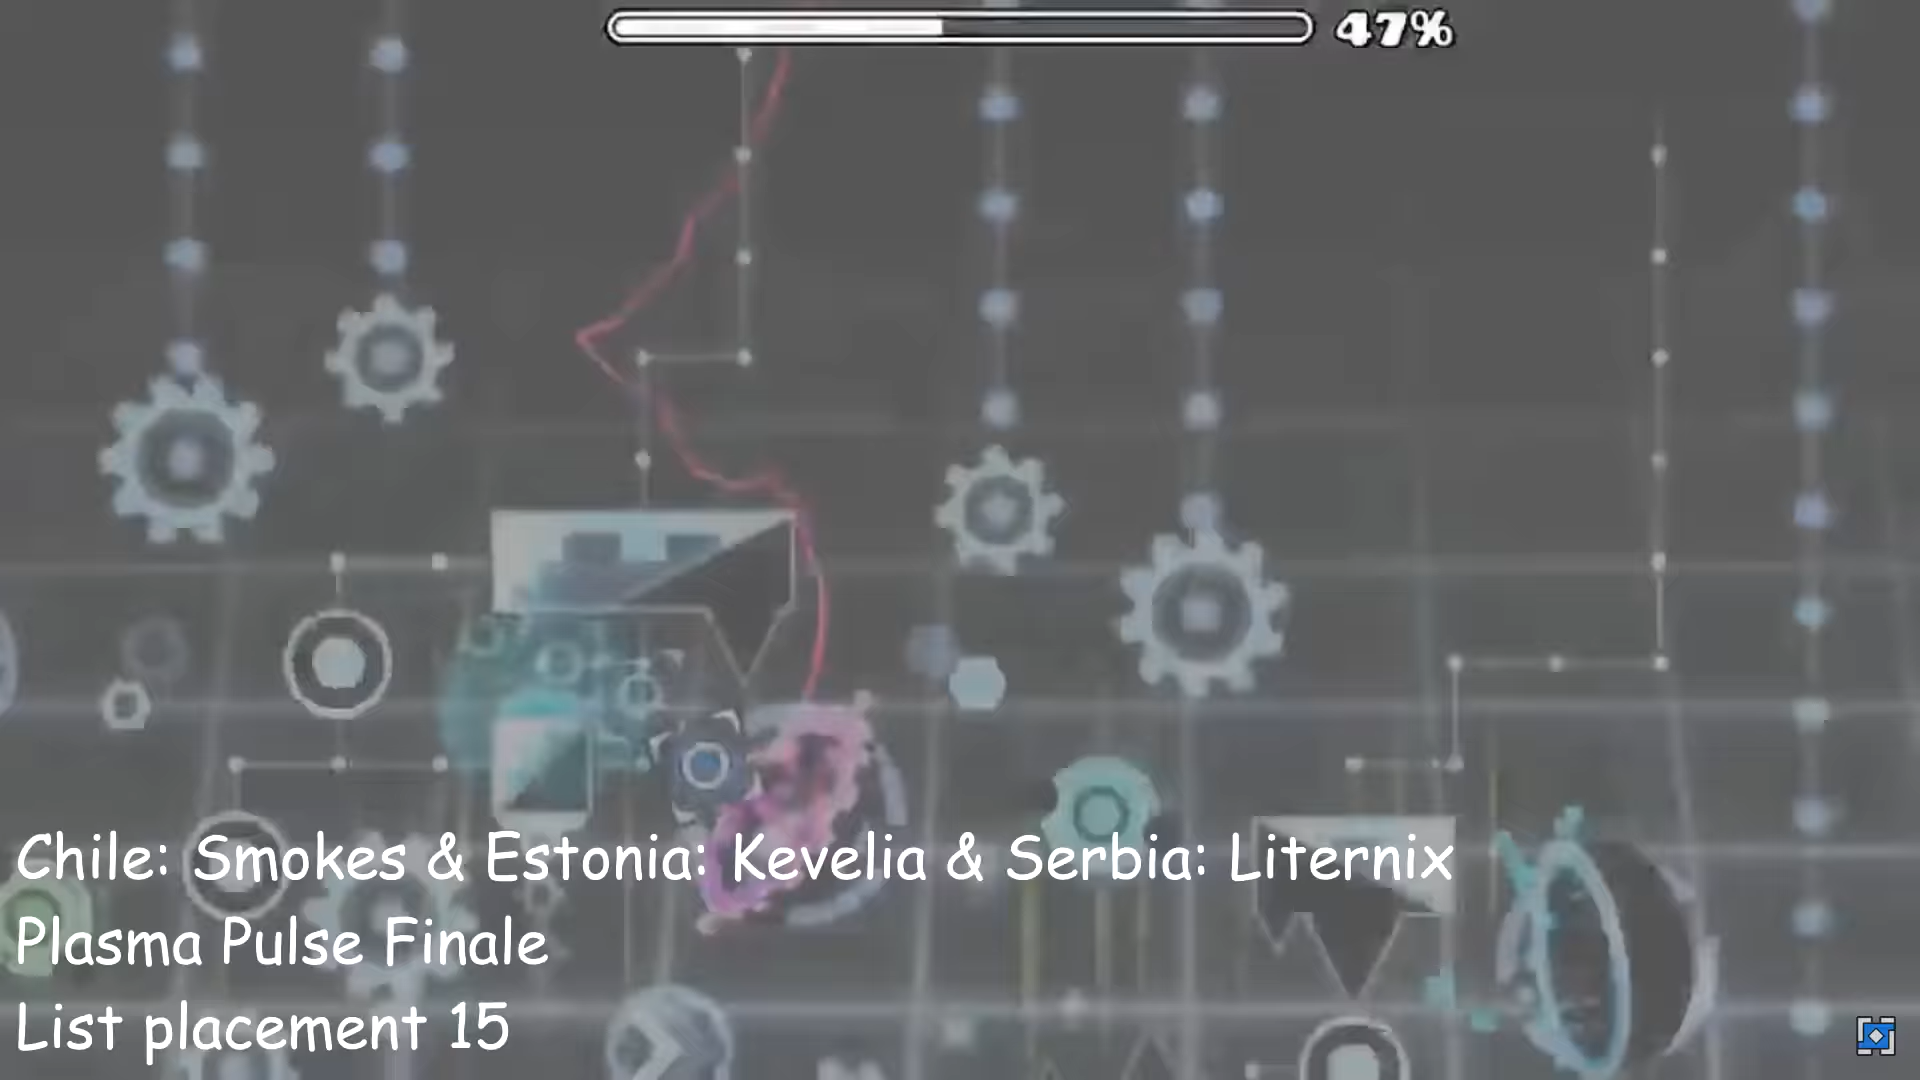 47%
Chile: Smokes & Estonia: Kevelia & Serbia: Liternix
Plasma Pulse Finale
List placement 15